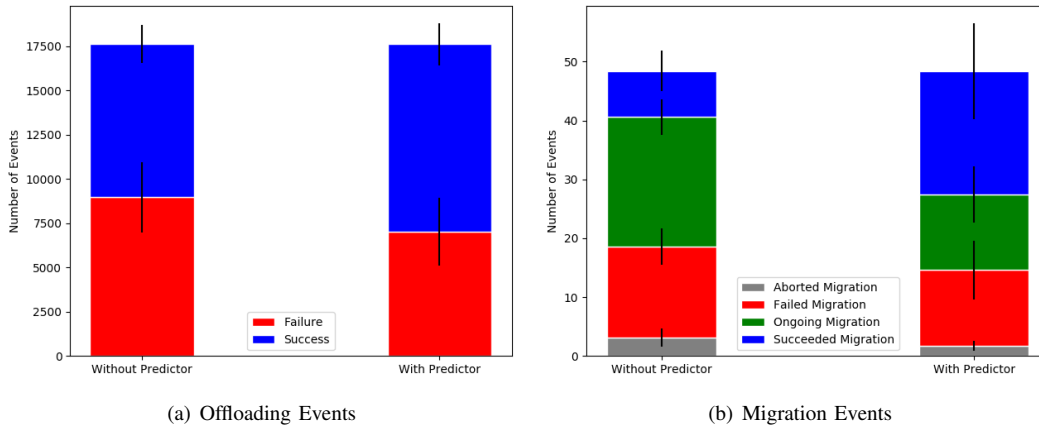 Number of Events
17500
15000
12500
10000
7500
5000
2500
0
Failure
Success
Without Predictor
With Predictor
(a) Offloading Events
Number of Events
50
40
30
20
10
0
Aborted Migration
Failed Migration
Ongoing Migration
Succeeded Migration
Without Predictor
With Predictor
(b) Migration Events